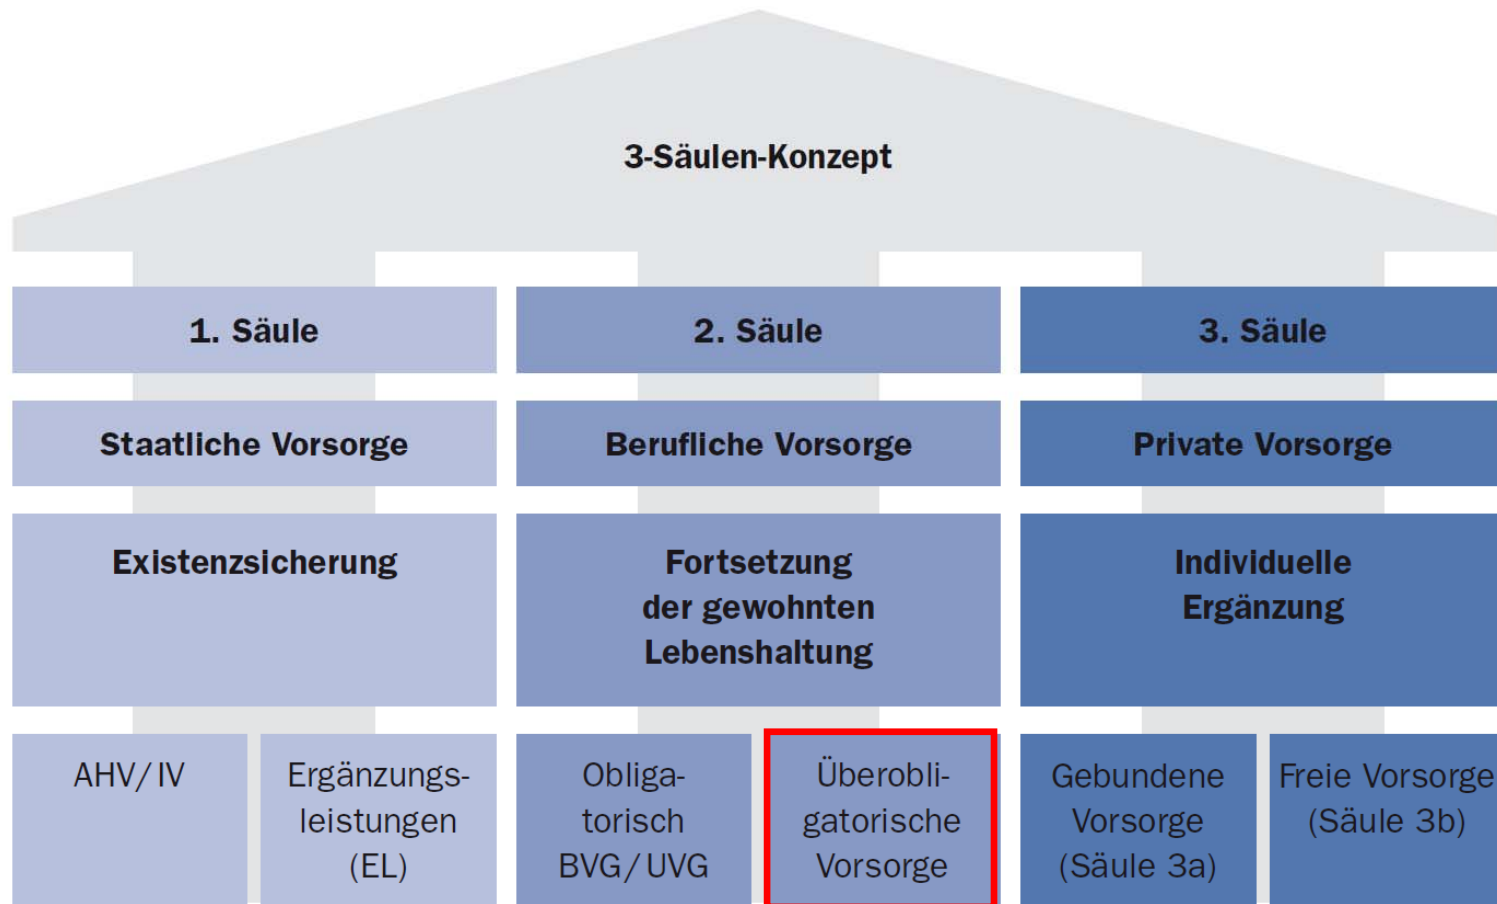 3-Säulen-Konzept
1. Säule
2. Säule
3. Säule
Staatliche Vorsorge
Berufliche Vorsorge
Private Vorsorge
Existenzsicherung
Fortsetzung
der gewohnten
Lebenshaltung
Individuelle
Ergänzung
AHV/IV
Ergänzungs-
leistungen
(EL)
Obliga-
torisch
BVG/UVG
Überobli-
gatorische
Vorsorge
Gebundene
Vorsorge
(Säule 3a)
Freie Vorsorge
(Säule 3b)